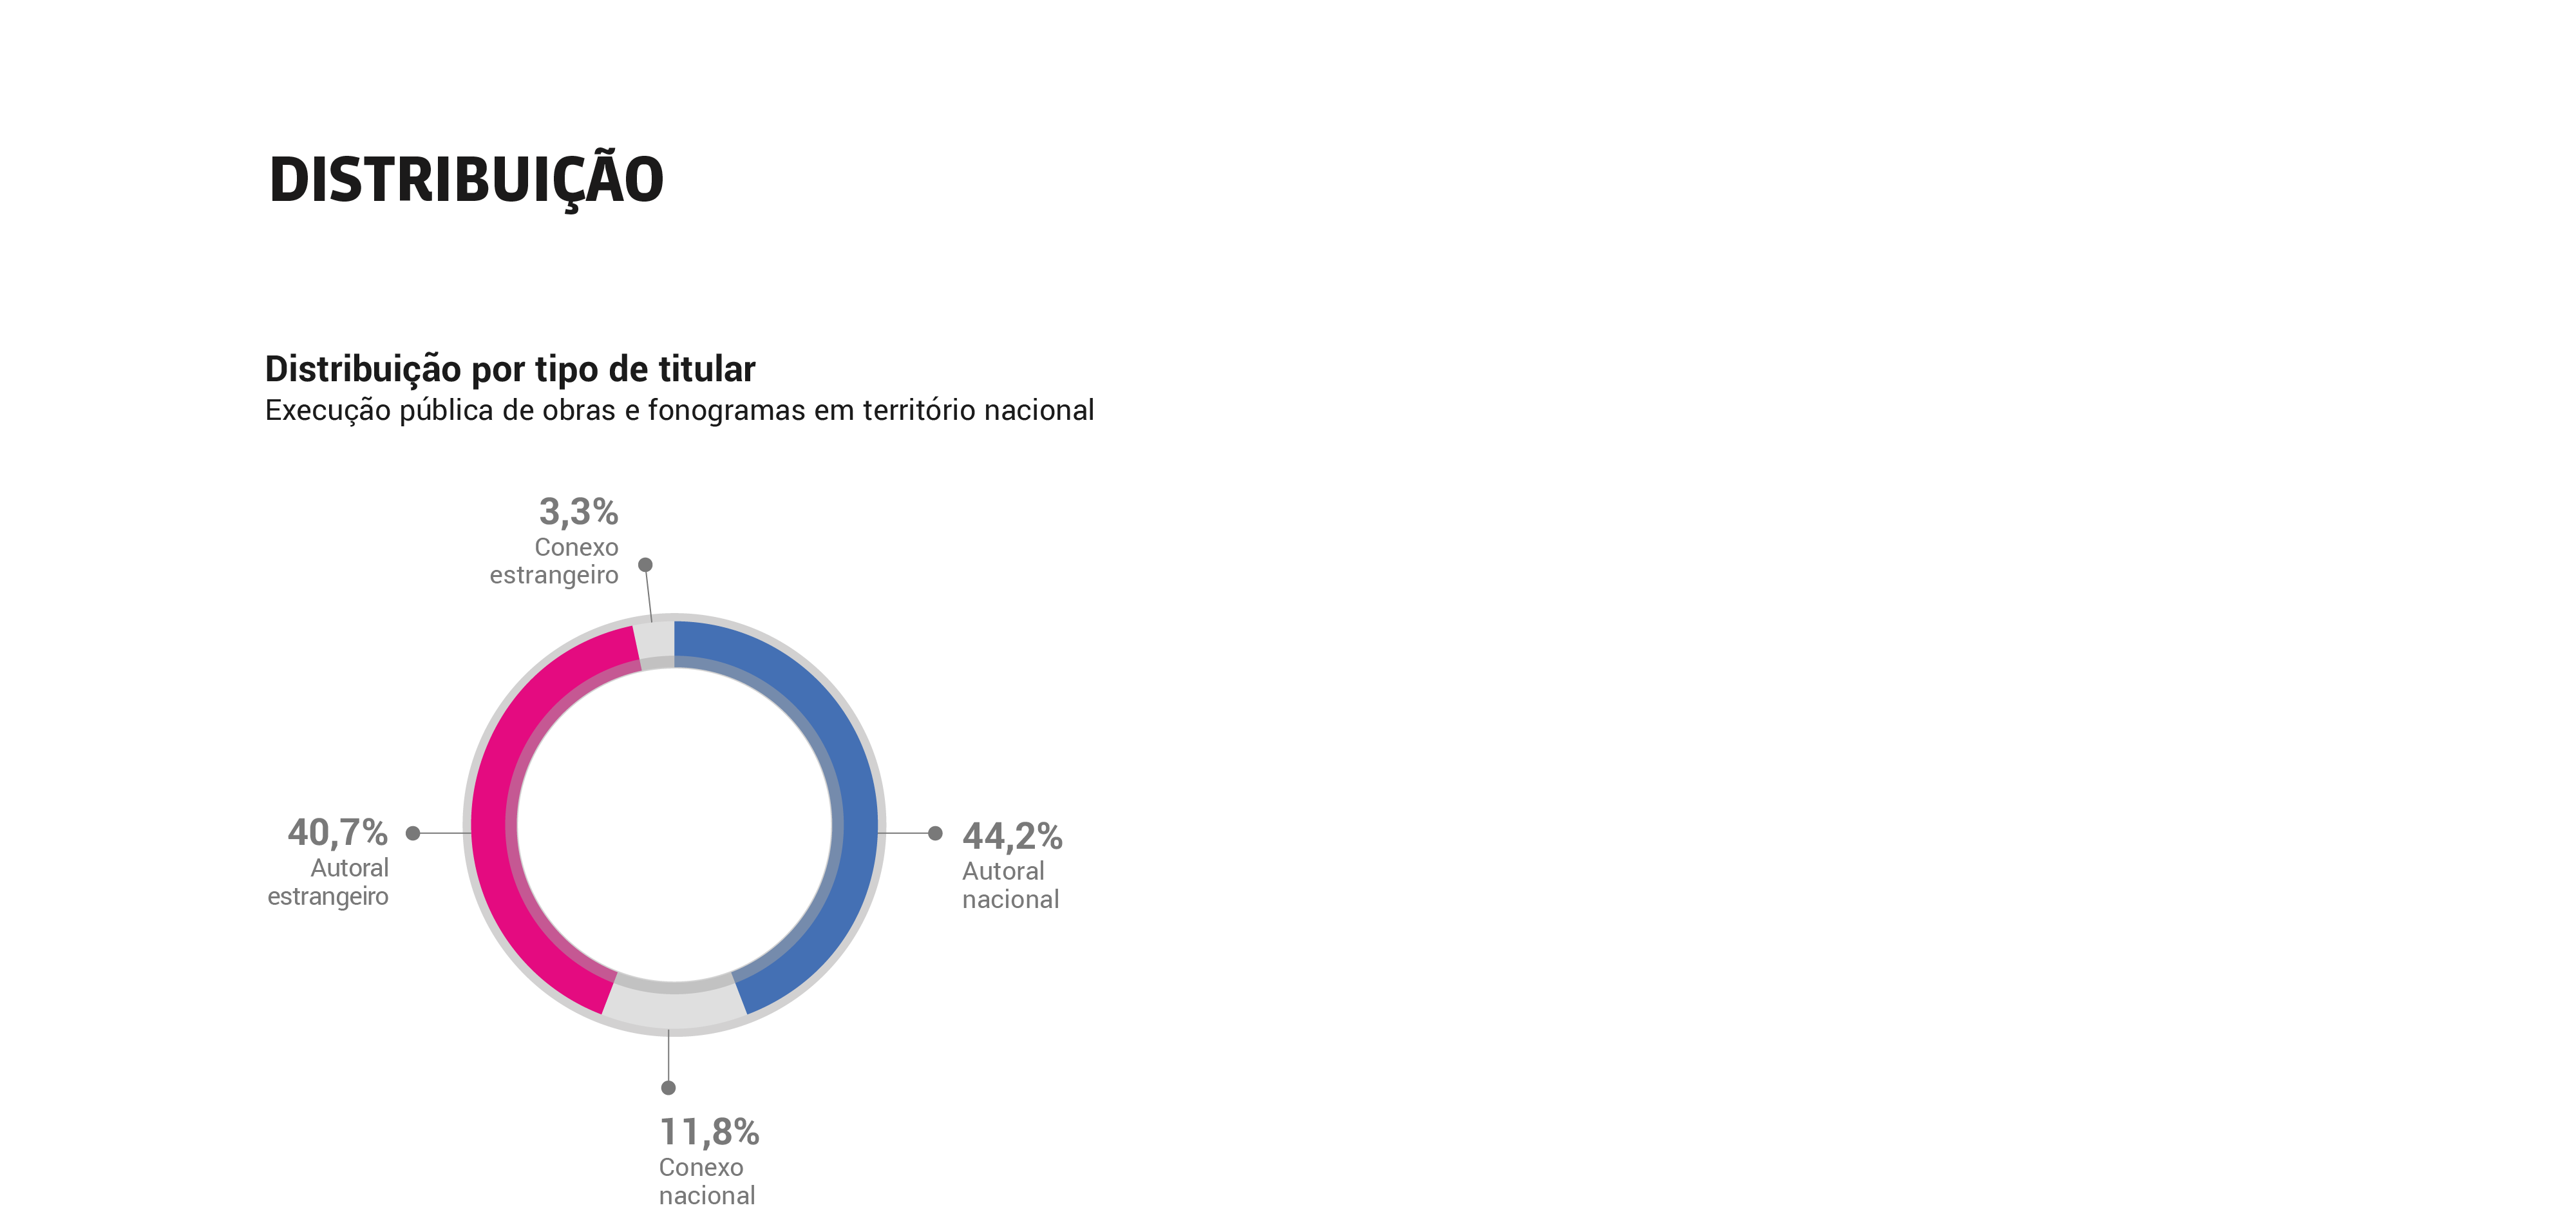 DISTRIBUIÇÃO
Distribuição por tipo de titular
Execução pública de obras e fonogramas em território nacional
3,3%
Conexo
estrangeiro
40,7%
Autoral
estrangeiro
44,2%
Autoral
nacional
11,8%
Conexo
nacional